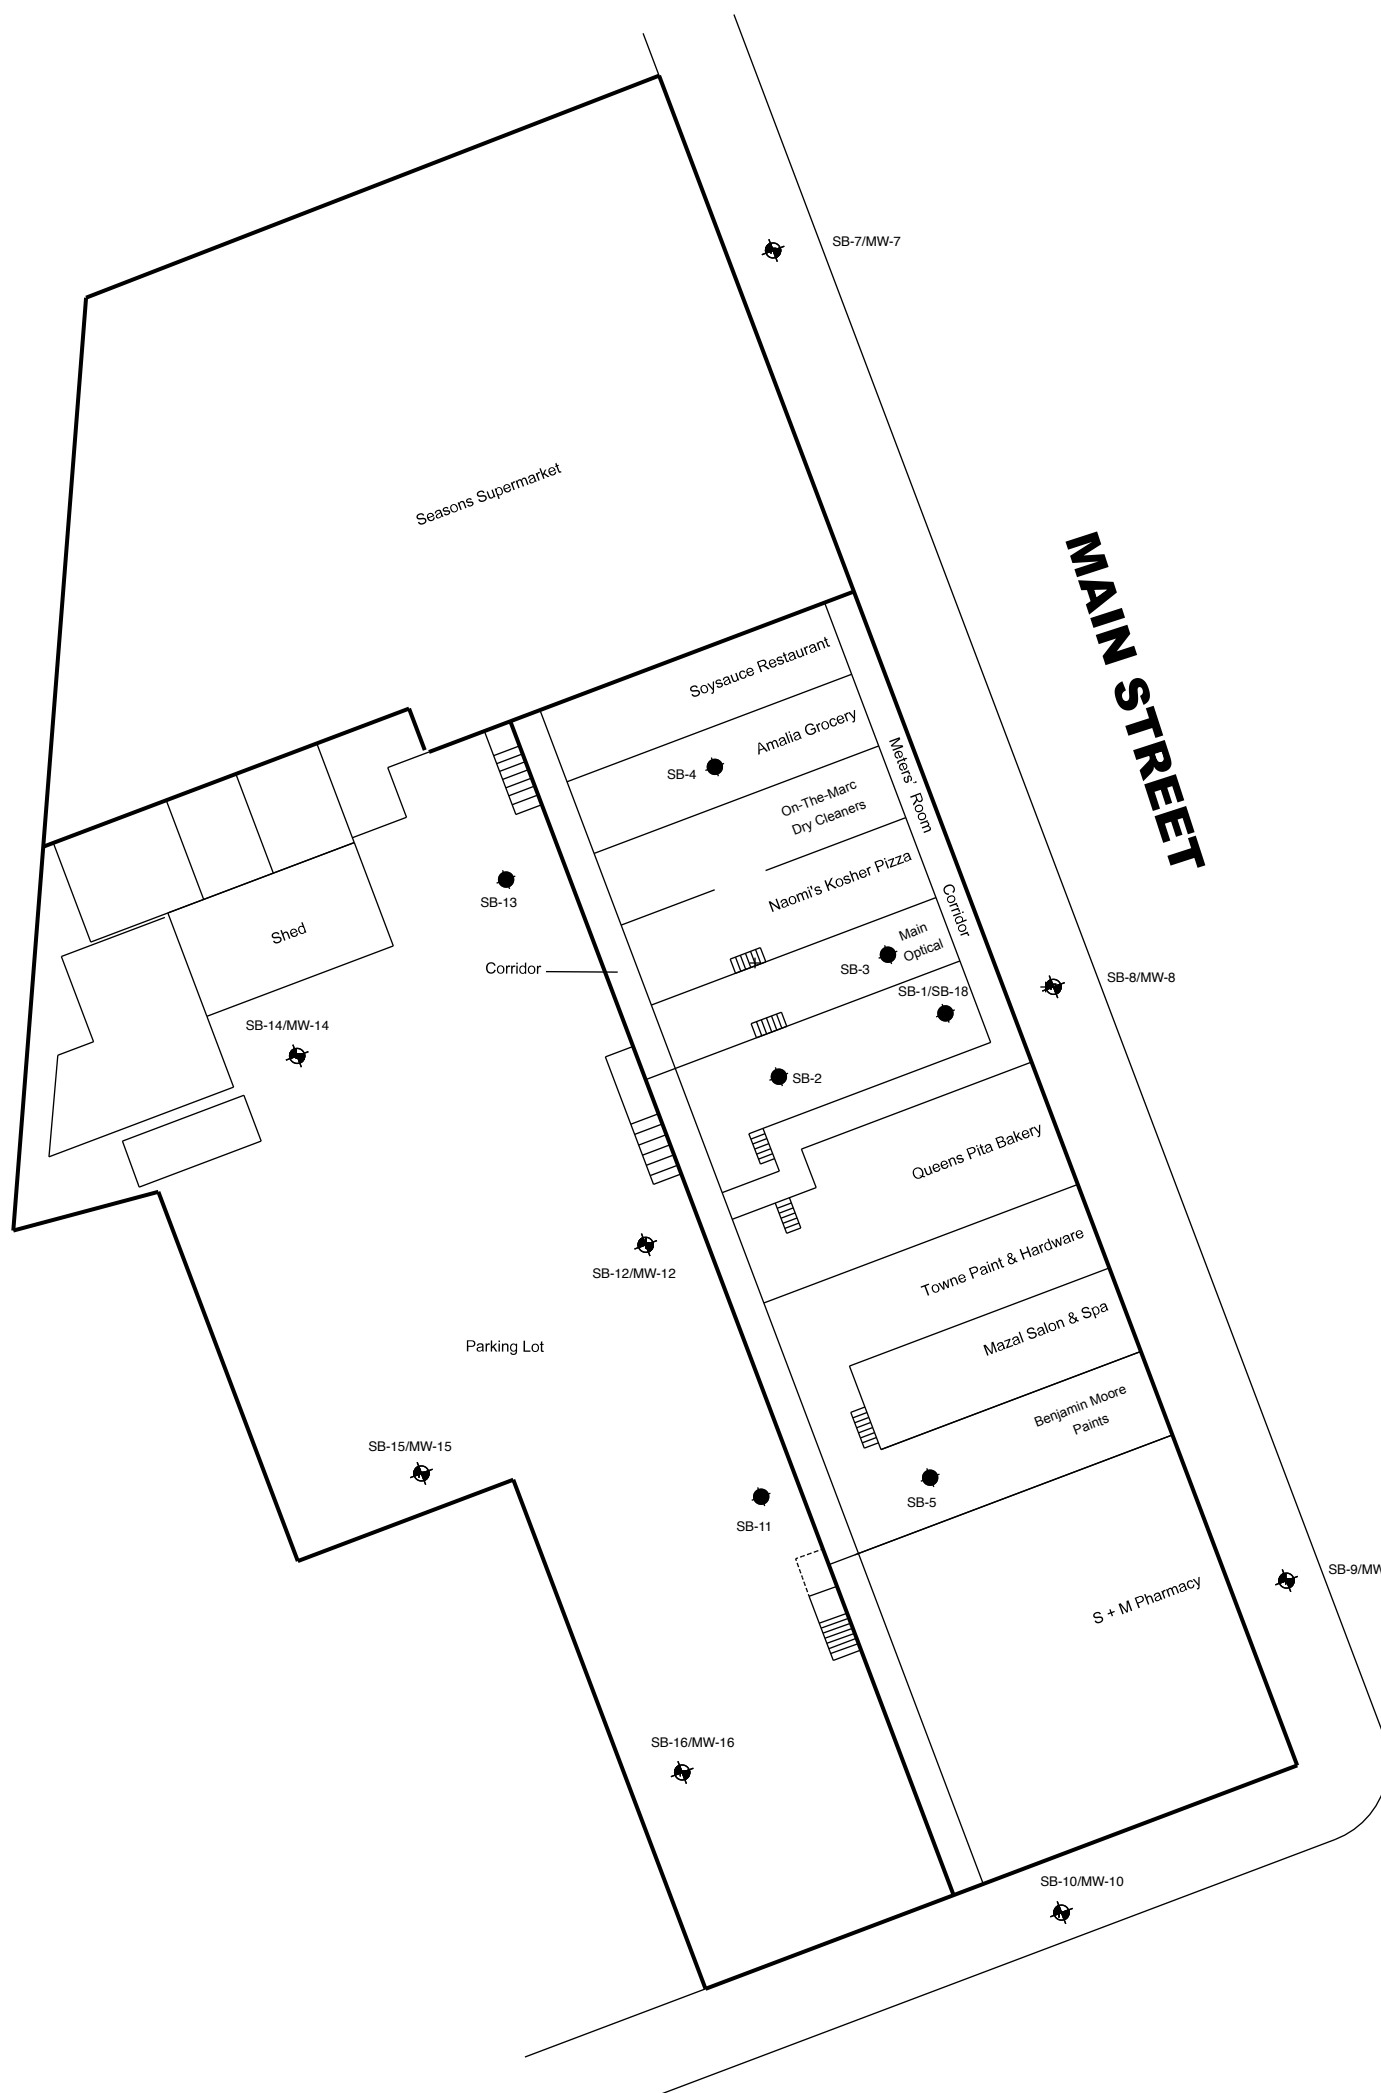 SB-7/MW-7
Seasons Supermarket
MAIN STREET
Soysauce Restaurant
Amalia Grocery
SB-4
Meters' Room
On-The-Marc
Dry Cleaners
Naomi's Kosher Pizza
SB-13
Corridor
Shed
Main
Optical
SB-3
Corridor
SB-8/MW-8
SB-1/SB-18
SB-14/MW-14
SB-2
Queens Pita Bakery
Towne Paint & Hardware
SB-12/MW-12
Mazal Salon & Spa
Parking Lot
Benjamin Moore
Paints
SB-15/MW-15
SB-5
SB-11
SB-9/MW
S + M Pharmacy
SB-16/MW-16
SB-10/MW-10